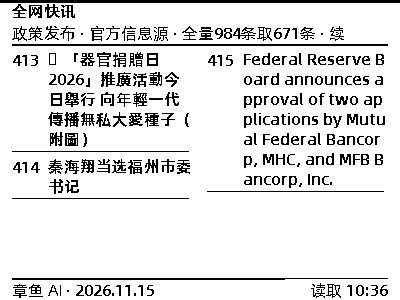 全网快讯
政策发布 · 官方信息源 · 全量984条取671条 · 续
413 「器官捐贈日
2026」推廣活動今
日舉行 向年輕一代
傳播無私大愛種子（
附圖）
414 秦海翔当选福州市委
书记
415 Federal Reserve B
oard announces a
pproval of two ap
plications by Mutu
al Federal Bancor
p, MHC, and MFB B
ancorp, Inc.
章鱼 AI · 2026.11.15
读取 10:36